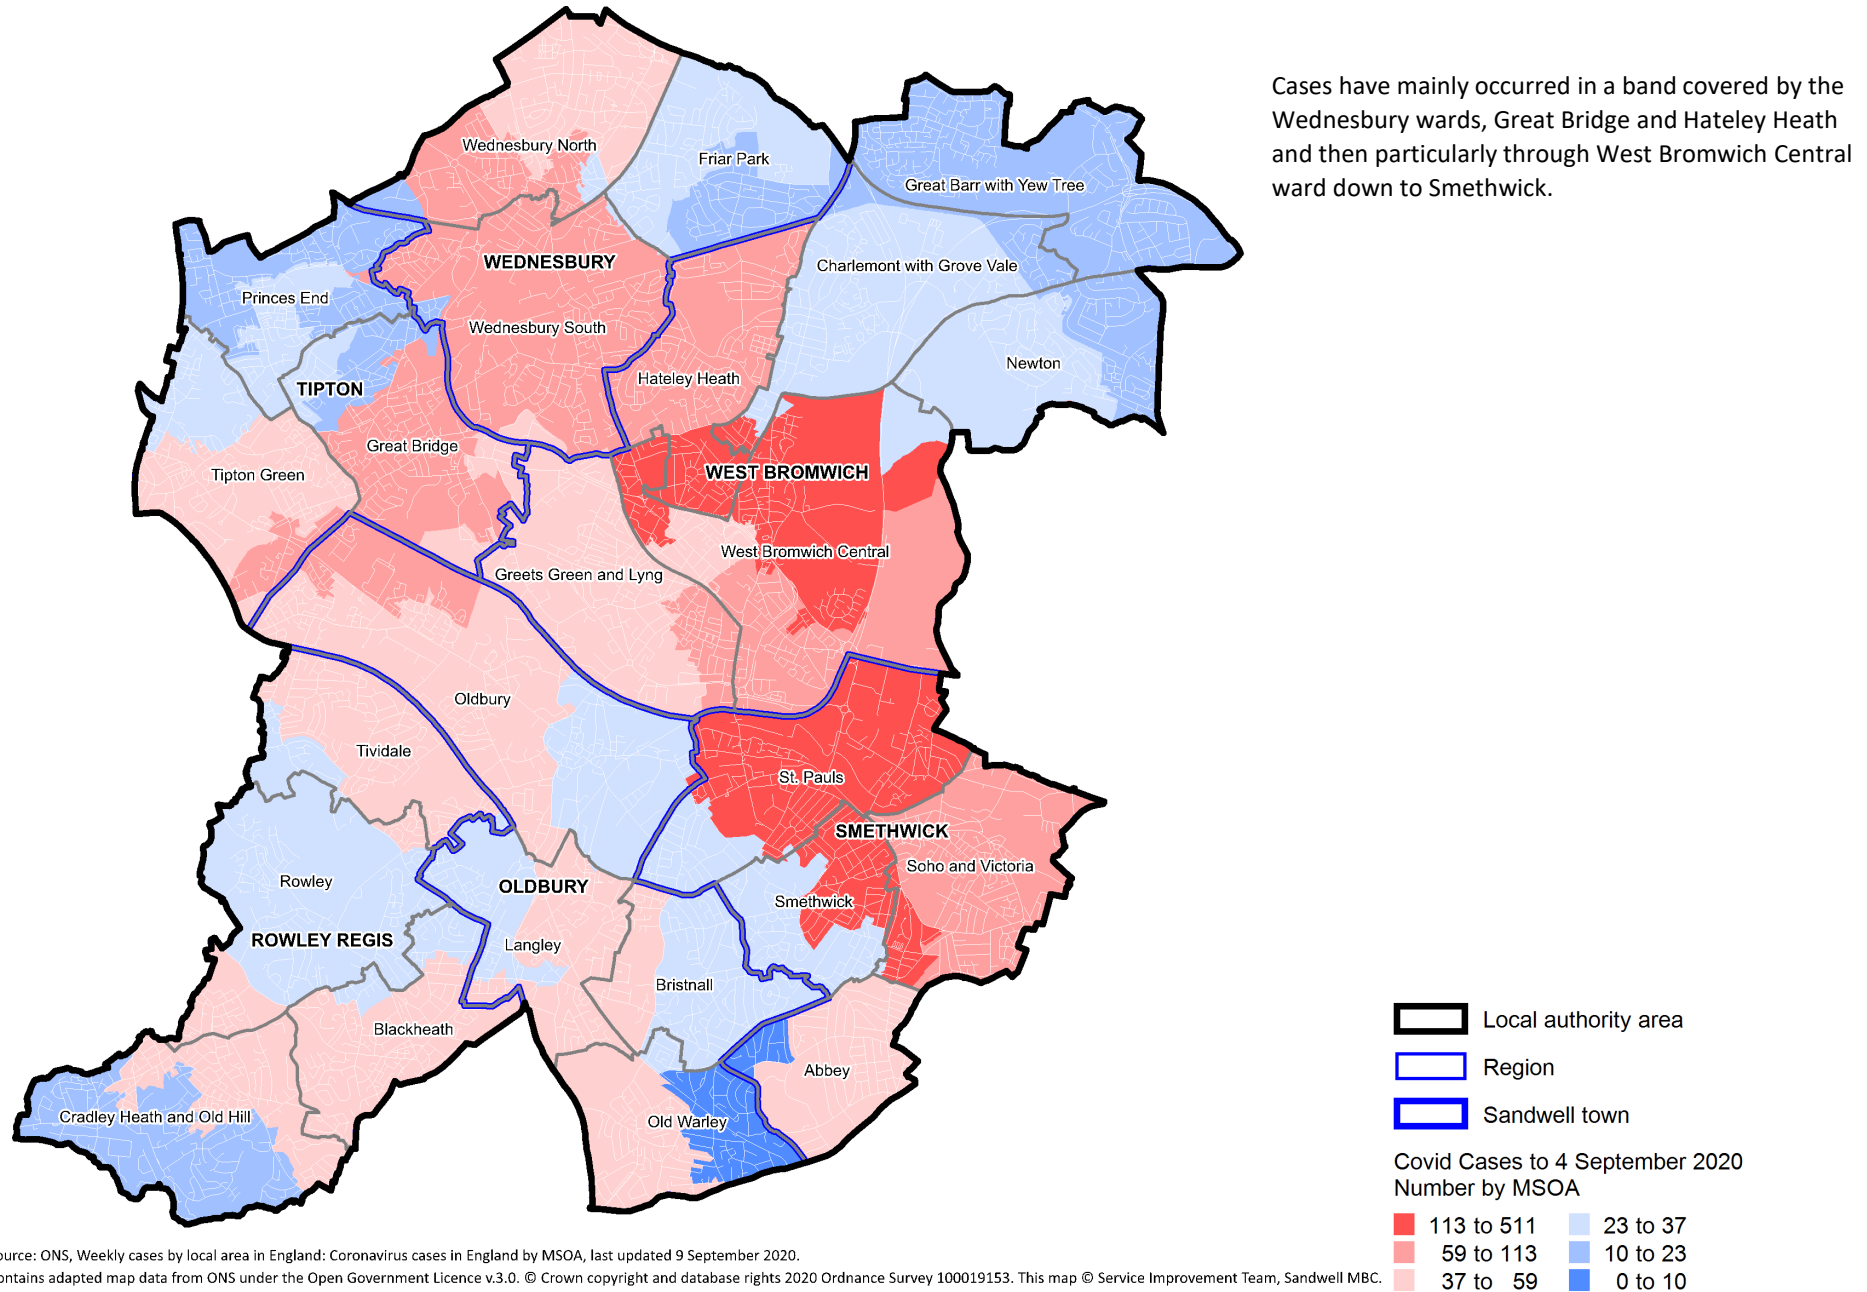 Cases have mainly occurred in a band covered by the
Wednesbury wards, Great Bridge and Hateley Heath
and then particularly through West Bromwich Central
ward down to Smethwick.
Wednesbury North
Friar Park
Great Barr with Yew Tree
WEDNESBURY
Charlemont with Grove Vale
Princes End
Wednesbury South
Newton
Hateley Heath
TIPTON
Great Bridge
WEST BROMWICH
Tipton Green
West Bromwich Central
Greets Green and Lyng
Oldbury
Tividale
St. Pauls
SMETHWICK
Soho and Victoria
Rowley
OLDBURY
Smethwick
ROWLEY REGIS
Langley
Bristnall
Blackheath
Abbey
Cradley Heath and Old Hill
Old Warley
Local authority area
Region
Sandwell town
Covid Cases to 4 September 2020
Number by MSOA
113 to 511 23 to 37
59 to 113 10 to 23
37 to 59 0 to 10
ource: ONS, Weekly cases by local area in England: Coronavirus cases in England by MSOA, last updated 9 September 2020.
ontains adapted map data from ONS under the Open Government Licence v.3.0. © Crown copyright and database rights 2020 Ordnance Survey 100019153. This map © Service Improvement Team, Sandwell MBC.